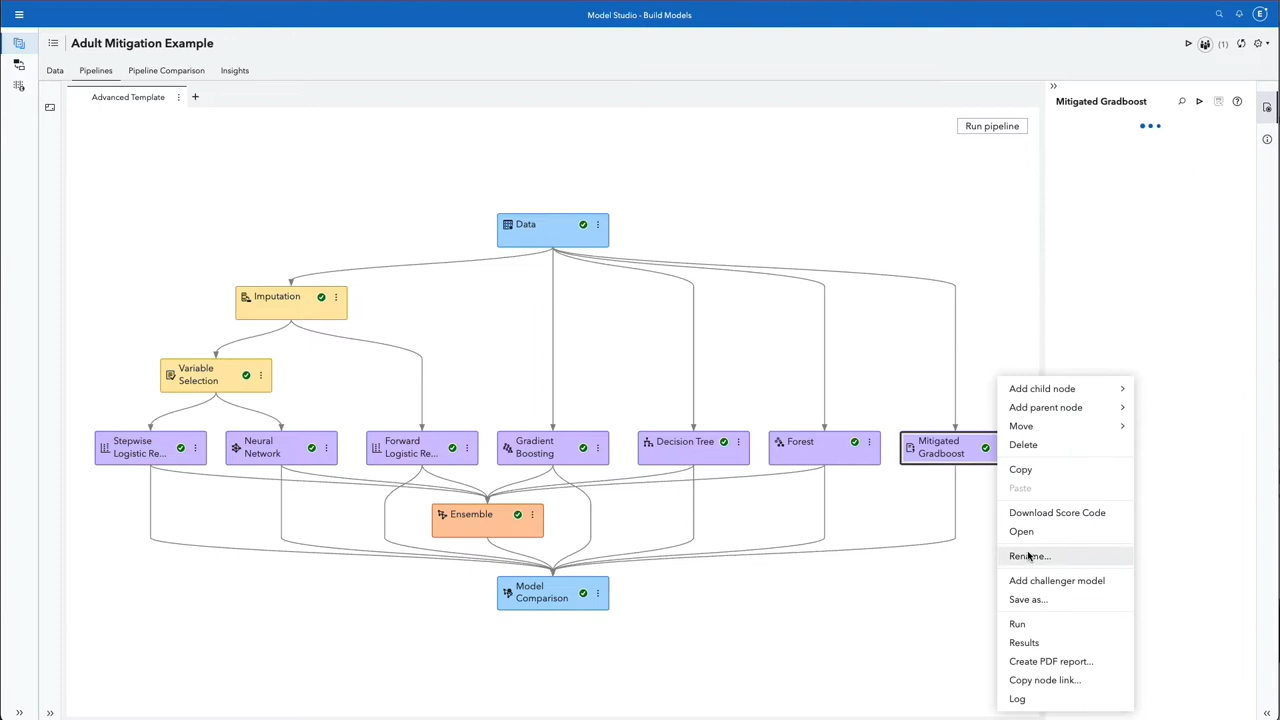 Model Studio - Build Models
E
Adult Mitigation Example
(1)
Data
Pipelines
Pipeline Comparison
Insights
Advanced Template
Mitigated Gradboost
Run pipeline
Data
Imputation
Variable
Selection
Stepwise
Logistic Re...
Neural
Network
Forward
Logistic Re...
Gradient
Boosting
Decision Tree
Forest
Mitigated
Gradboost
Ensemble
Model
Comparison
Add child node
Add parent node
Move
Delete
Copy
Paste
Download Score Code
Open
Rename...
Add challenger model
Save as...
Run
Results
Create PDF report...
Copy node link...
Log